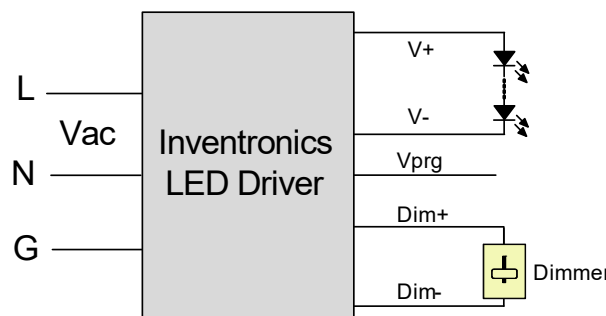 L
Vac
N
G
Inventronics
LED Driver
V+
V-
Vprg
Dim+
Dim-
Dimmer